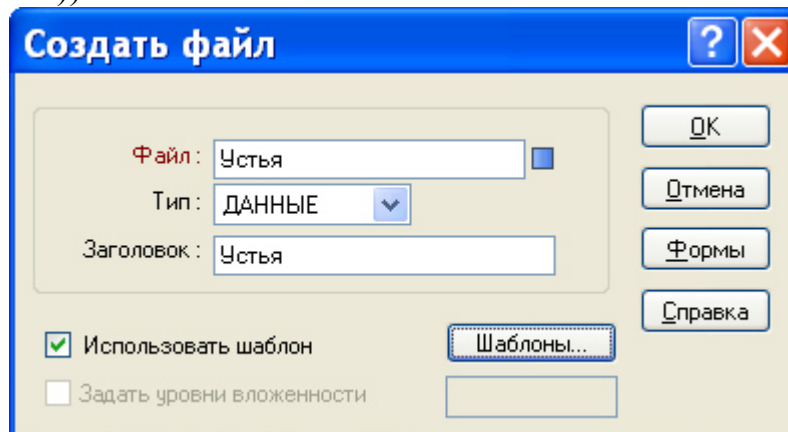 Создать файл
OK
Файл: Устья
Отмена
Тип: ДАННЫЕ
Формы
Заголовок: Устья
Справка
Использовать шаблон
Шаблоны...
Задать уровни вложенности